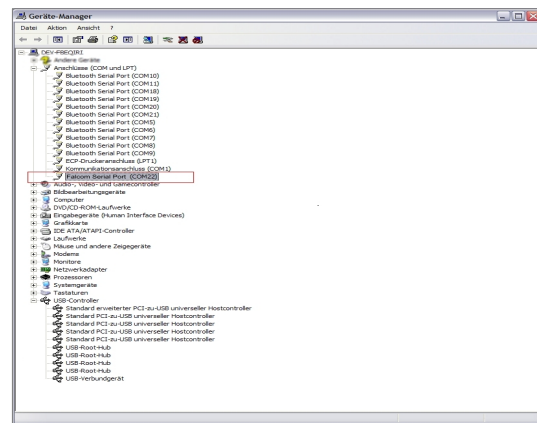 Geräte-Manager
Datei Aktion Ansicht ?
DEV-FBEQIRI
Andere Geräte
Anschlüsse (COM und LPT)
Bluetooth Serial Port (COM10)
Bluetooth Serial Port (COM11)
Bluetooth Serial Port (COM18)
Bluetooth Serial Port (COM19)
Bluetooth Serial Port (COM20)
Bluetooth Serial Port (COM21)
Bluetooth Serial Port (COM5)
Bluetooth Serial Port (COM6)
Bluetooth Serial Port (COM7)
Bluetooth Serial Port (COM8)
Bluetooth Serial Port (COM9)
ECP-Druckeranschluss (LPT1)
Kommunikationsanschluss (COM1)
Falcom Serial Port (COM22)
Audio-, Video- und Gamecontroller
Bildbearbeitungsgeräte
Computer
DVD/CD-ROM-Laufwerke
Eingabegeräte (Human Interface Devices)
Grafikkarte
IDE ATA/ATAPI-Controller
Laufwerke
Mäuse und andere Zeigegeräte
Modems
Monitore
Netzwerkadapter
Prozessoren
Systemgeräte
Tastaturen
USB-Controller
Standard erweiterter PCI-zu-USB universeller Hostcontroller
Standard PCI-zu-USB universeller Hostcontroller
Standard PCI-zu-USB universeller Hostcontroller
Standard PCI-zu-USB universeller Hostcontroller
Standard PCI-zu-USB universeller Hostcontroller
USB-Root-Hub
USB-Root-Hub
USB-Root-Hub
USB-Root-Hub
USB-Root-Hub
USB-Verbundgerät